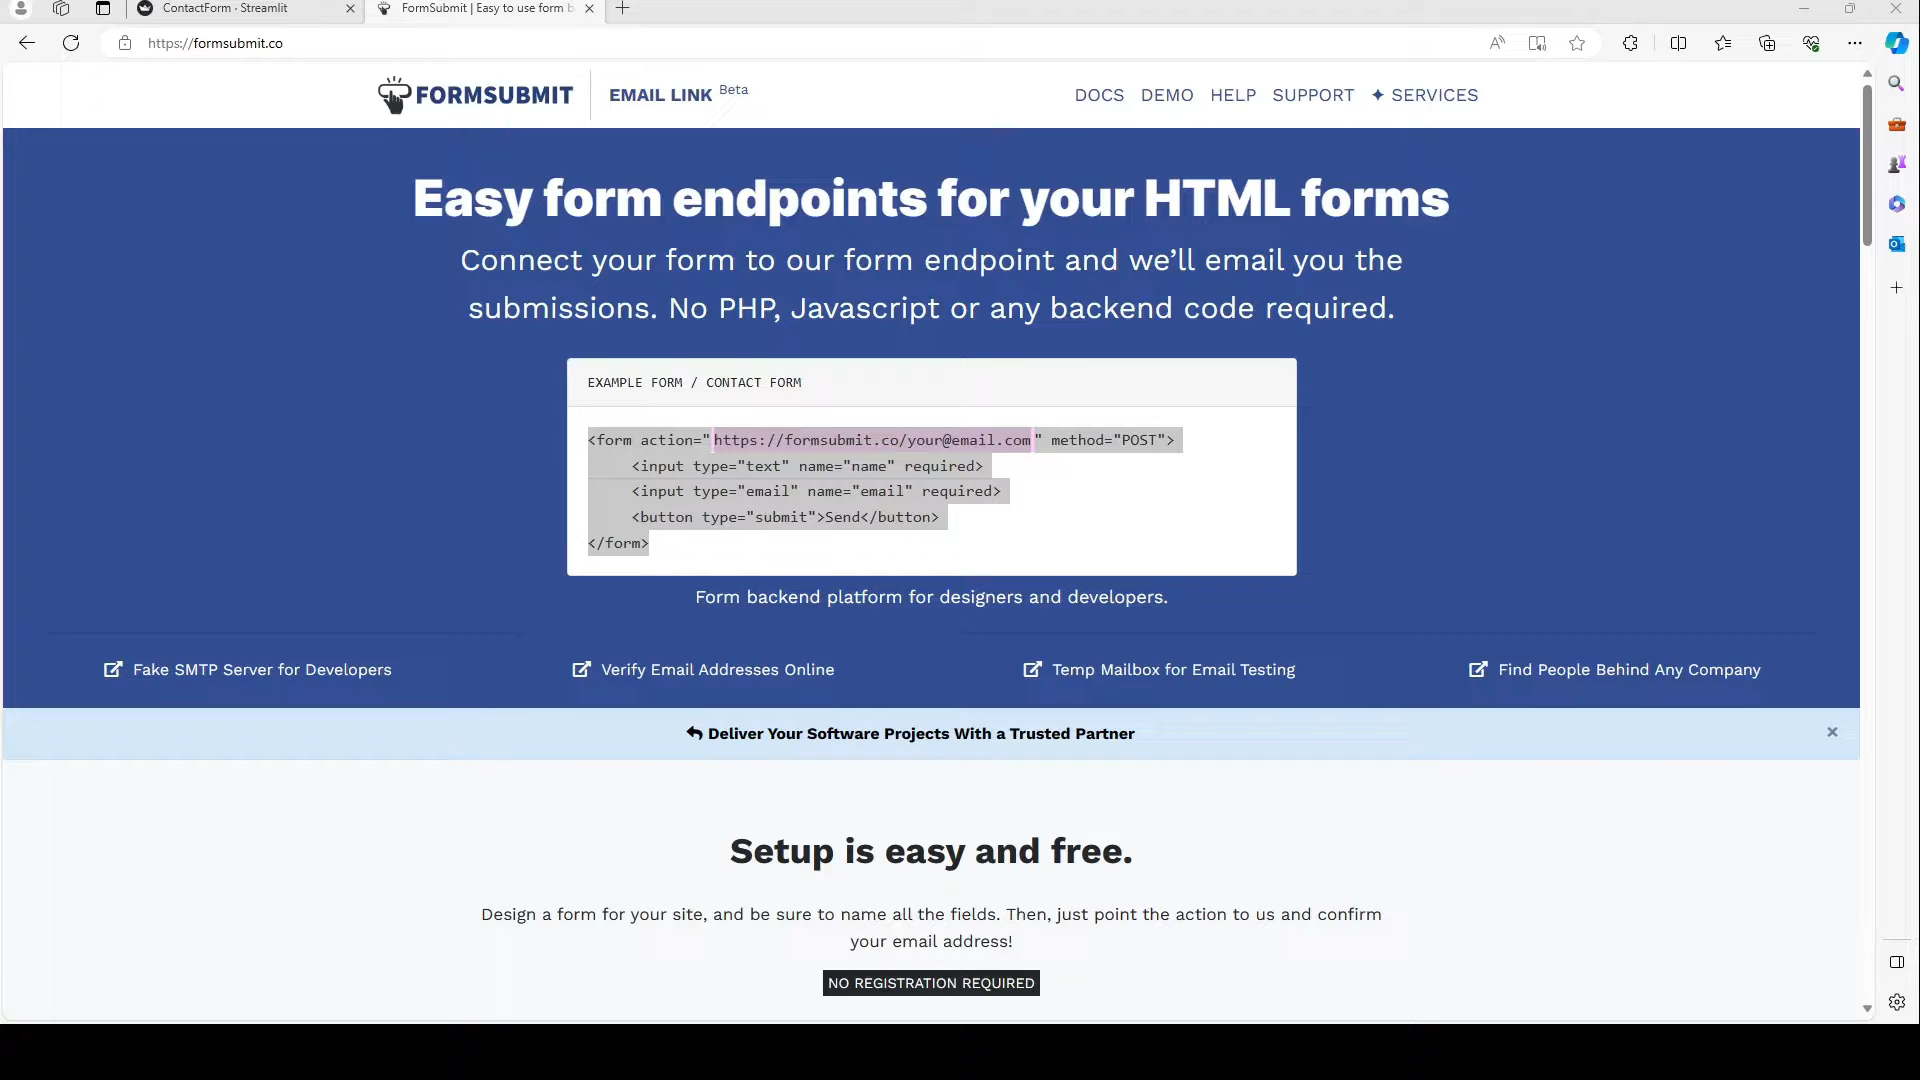 ContactForm · Streamlit
FormSubmit | Easy to use form b
https://formsubmit.co
FORMSUBMIT
EMAIL LINK Beta
DOCS DEMO HELP SUPPORT SERVICES
Easy form endpoints for your HTML forms
Connect your form to our form endpoint and we’ll email you the
submissions. No PHP, Javascript or any backend code required.
EXAMPLE FORM / CONTACT FORM
<form action="https://formsubmit.co/your@email.com" method="POST">
<input type="text" name="name" required>
<input type="email" name="email" required>
<button type="submit">Send</button>
</form>
Form backend platform for designers and developers.
Fake SMTP Server for Developers
Verify Email Addresses Online
Temp Mailbox for Email Testing
Find People Behind Any Company
Deliver Your Software Projects With a Trusted Partner
Setup is easy and free.
Design a form for your site, and be sure to name all the fields. Then, just point the action to us and confirm
your email address!
NO REGISTRATION REQUIRED